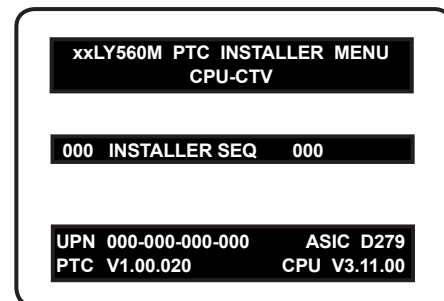 xxLY560M PTC INSTALLER MENU
CPU-CTV
000 INSTALLER SEQ 000
UPN 000-000-000-000 ASIC D279
PTC V1.00.020 CPU V3.11.00